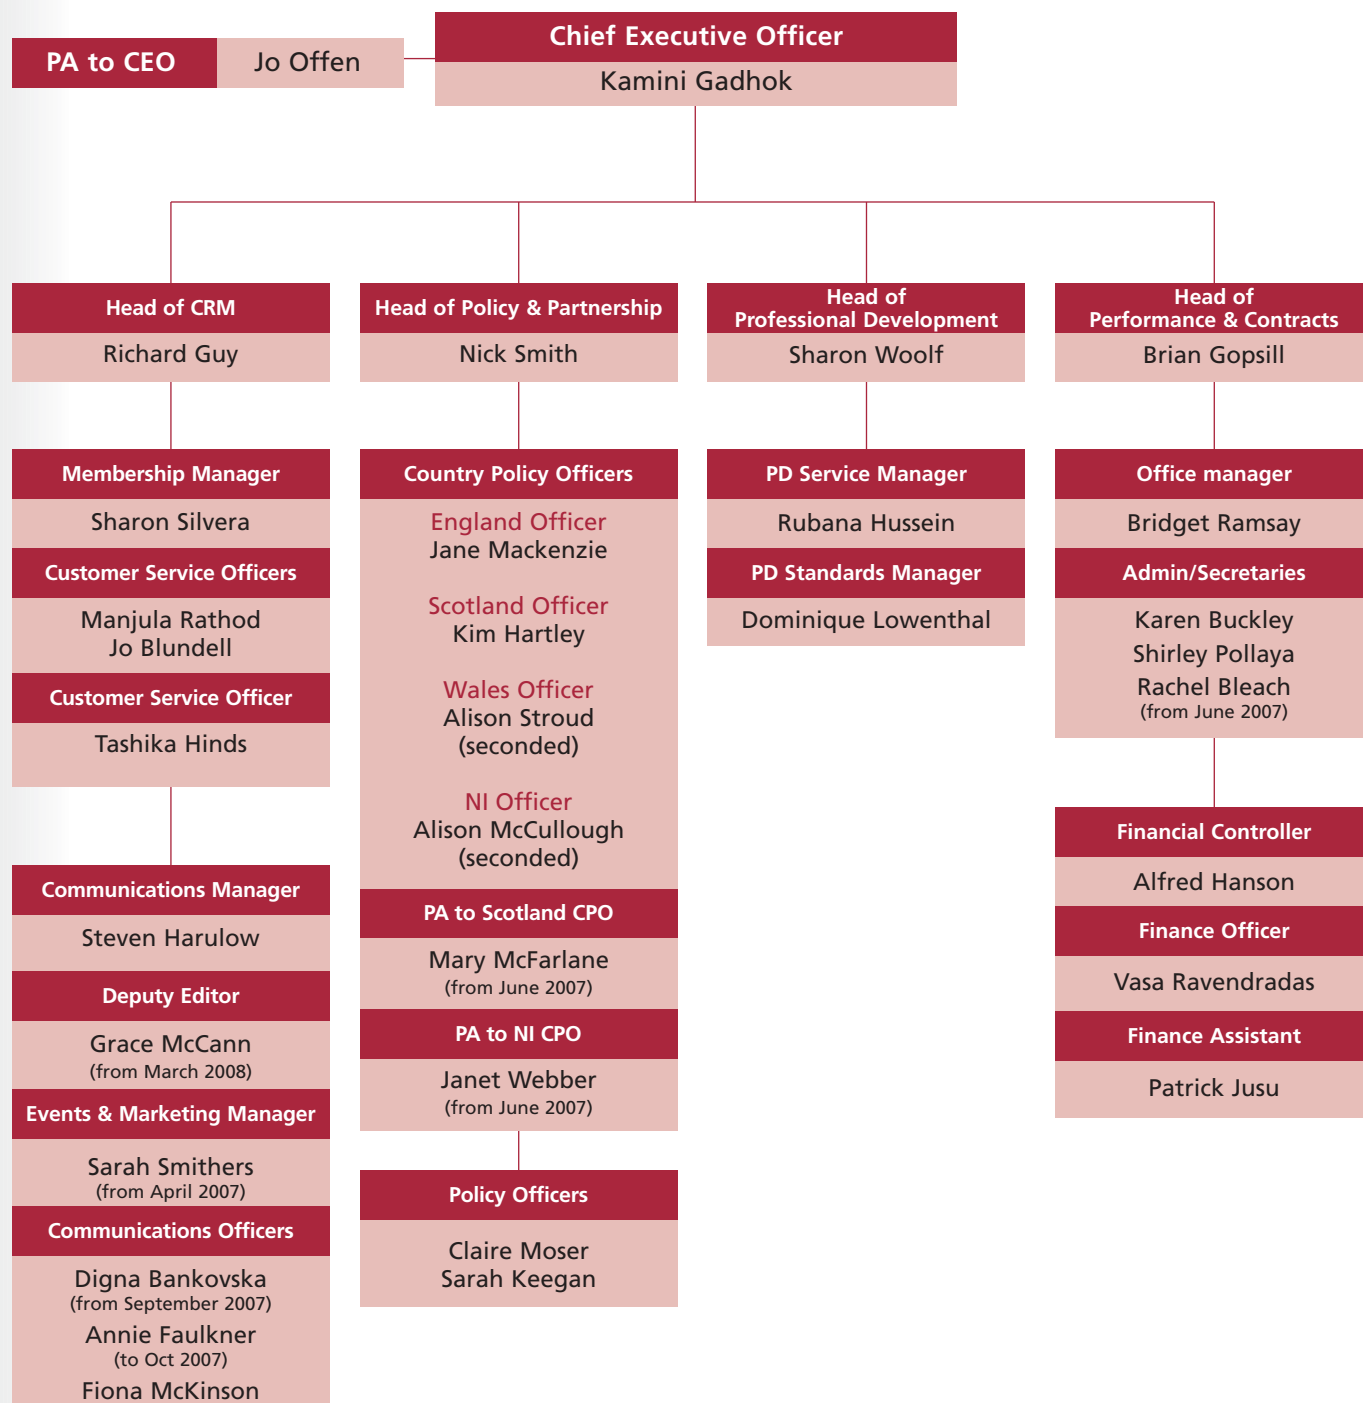 PA to CEO
Jo Offen
Chief Executive Officer
Kamini Gadhok
Head of CRM
Richard Guy
Membership Manager
Sharon Silvera
Customer Service Officers
Manjula Rathod
Jo Blundell
Customer Service Officer
Tashika Hinds
Communications Manager
Steven Harulow
Deputy Editor
Grace McCann
(from March 2008)
Events & Marketing Manager
Sarah Smithers
(from April 2007)
Communications Officers
Digna Bankovska
(from September 2007)
Annie Faulkner
(to Oct 2007)
Fiona McKinson
Head of Policy & Partnership
Nick Smith
Country Policy Officers
England Officer
Jane Mackenzie
Scotland Officer
Kim Hartley
Wales Officer
Alison Stroud
(seconded)
NI Officer
Alison McCullough
(seconded)
PA to Scotland CPO
Mary McFarlane
(from June 2007)
PA to NI CPO
Janet Webber
(from June 2007)
Policy Officers
Claire Moser
Sarah Keegan
Head of
Professional Development
Sharon Woolf
PD Service Manager
Rubana Hussein
PD Standards Manager
Dominique Lowenthal
Head of
Performance & Contracts
Brian Gopsill
Office manager
Bridget Ramsay
Admin/Secretaries
Karen Buckley
Shirley Pollaya
Rachel Bleach
(from June 2007)
Financial Controller
Alfred Hanson
Finance Officer
Vasa Ravendradas
Finance Assistant
Patrick Jusu